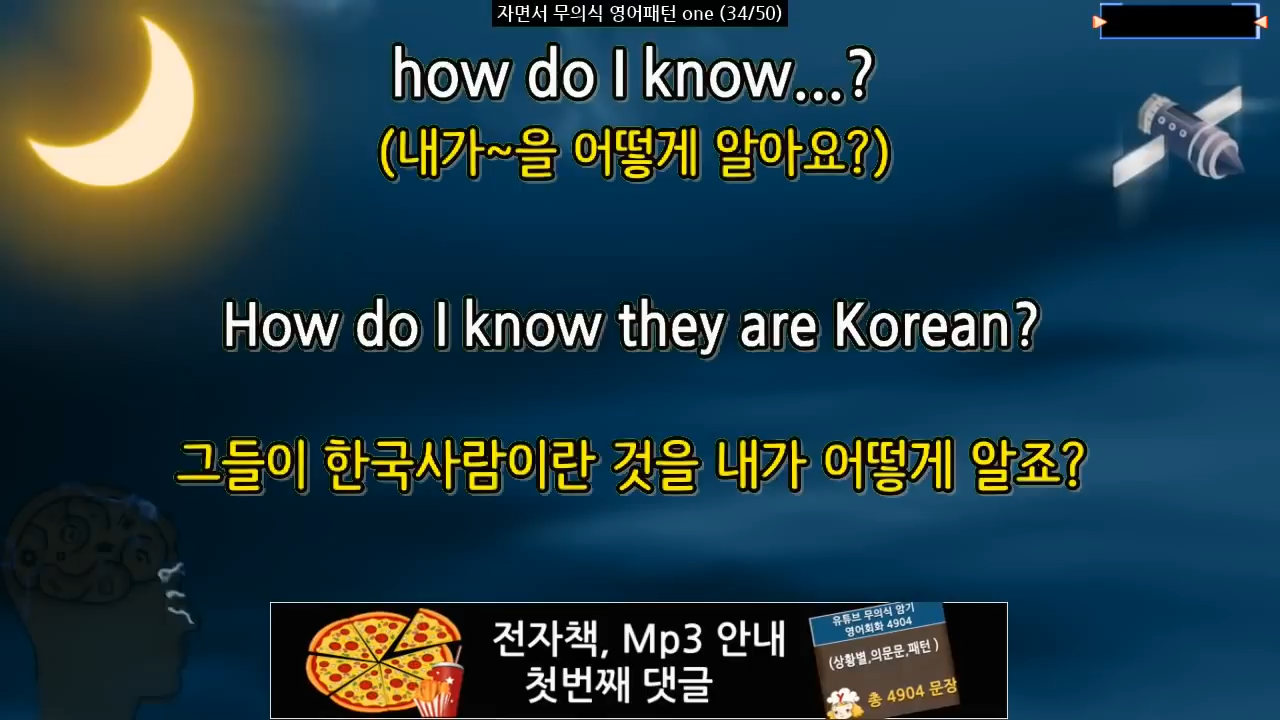 자면서 무의식 영어패턴 one (34/50)
how do I know...?
(내가~을 어떻게 알아요?)
How do I know they are Korean?
그들이 한국사람이란 것을 내가 어떻게 알죠?
전자책, Mp3 안내
첫번째 댓글
유튜브 무의식 암기
영어회화 4904
(상황별,의문문,패턴 )
총 4904 문장